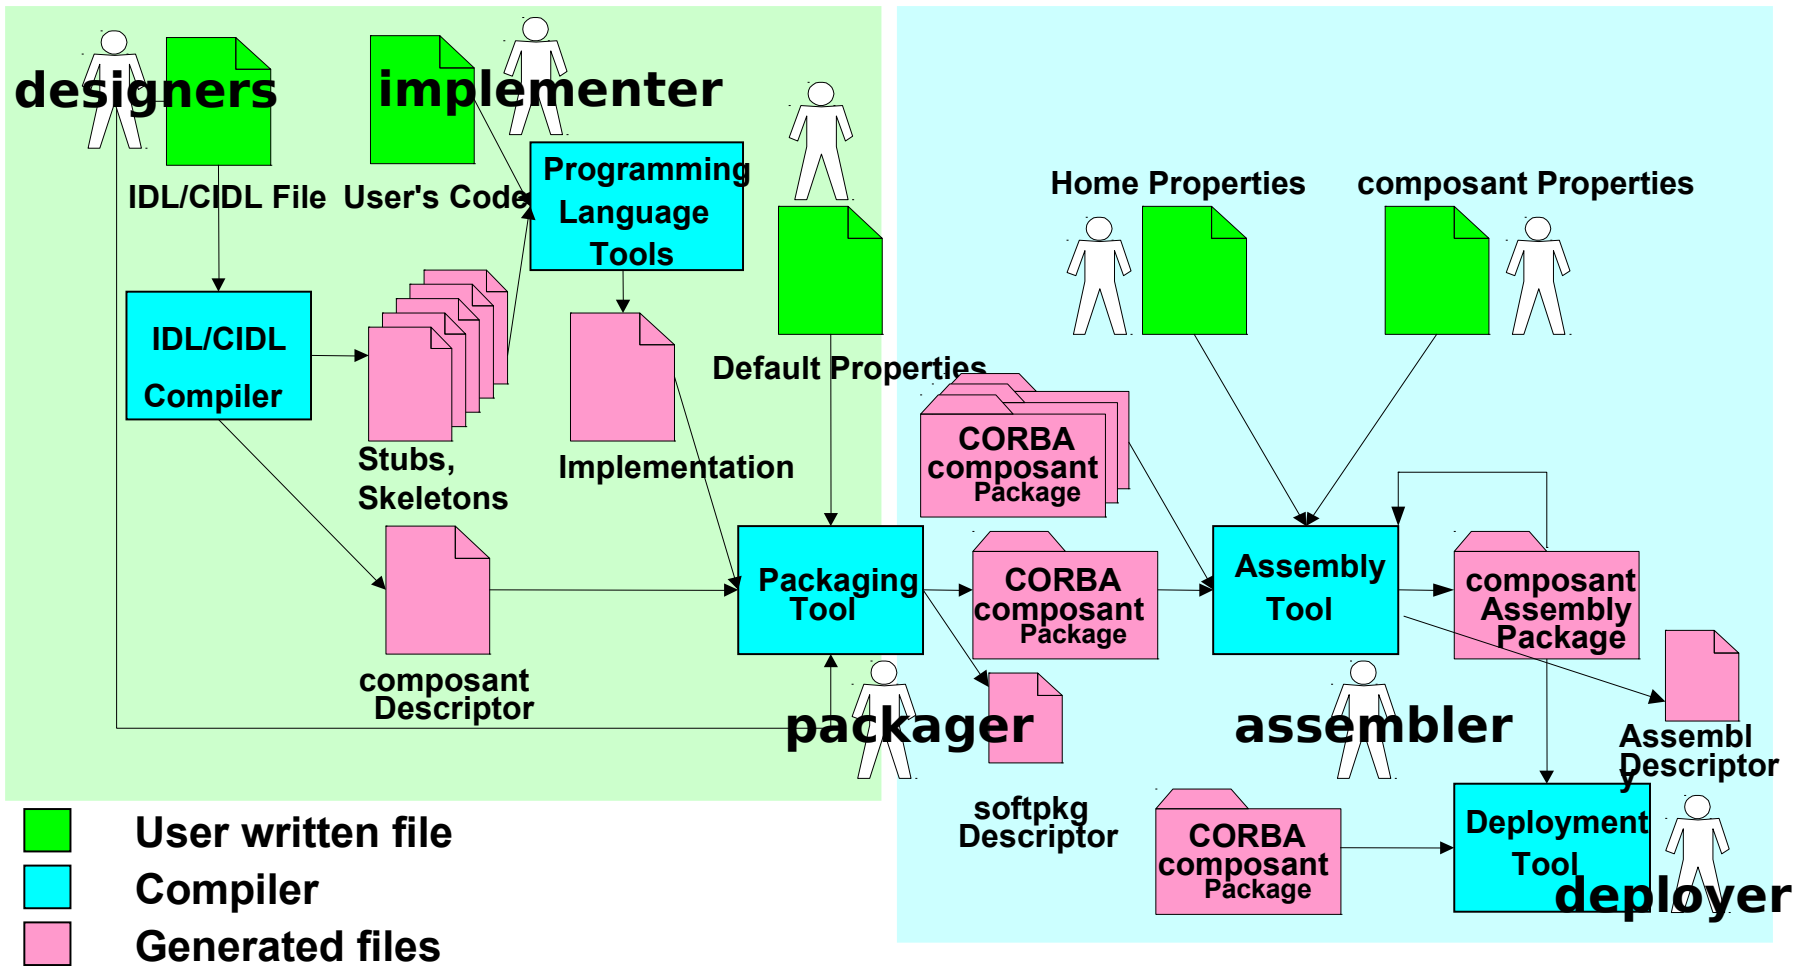 designers
implementer
IDL/CIDL File
User's Code
Programming
Language
Tools
Home Properties
composant Properties
IDL/CIDL
Compiler
Default Properties
Stubs,
Skeletons
Implementation
CORBA
composant
Package
Packaging
Tool
CORBA
composant
Package
Assembly
Tool
composant
Assembly
Package
composant
Descriptor
packager
assembler
Assembl
y
Descriptor
softpkg
Descriptor
CORBA
composant
Package
Deployment
Tool
deployer
User written file
Compiler
Generated files